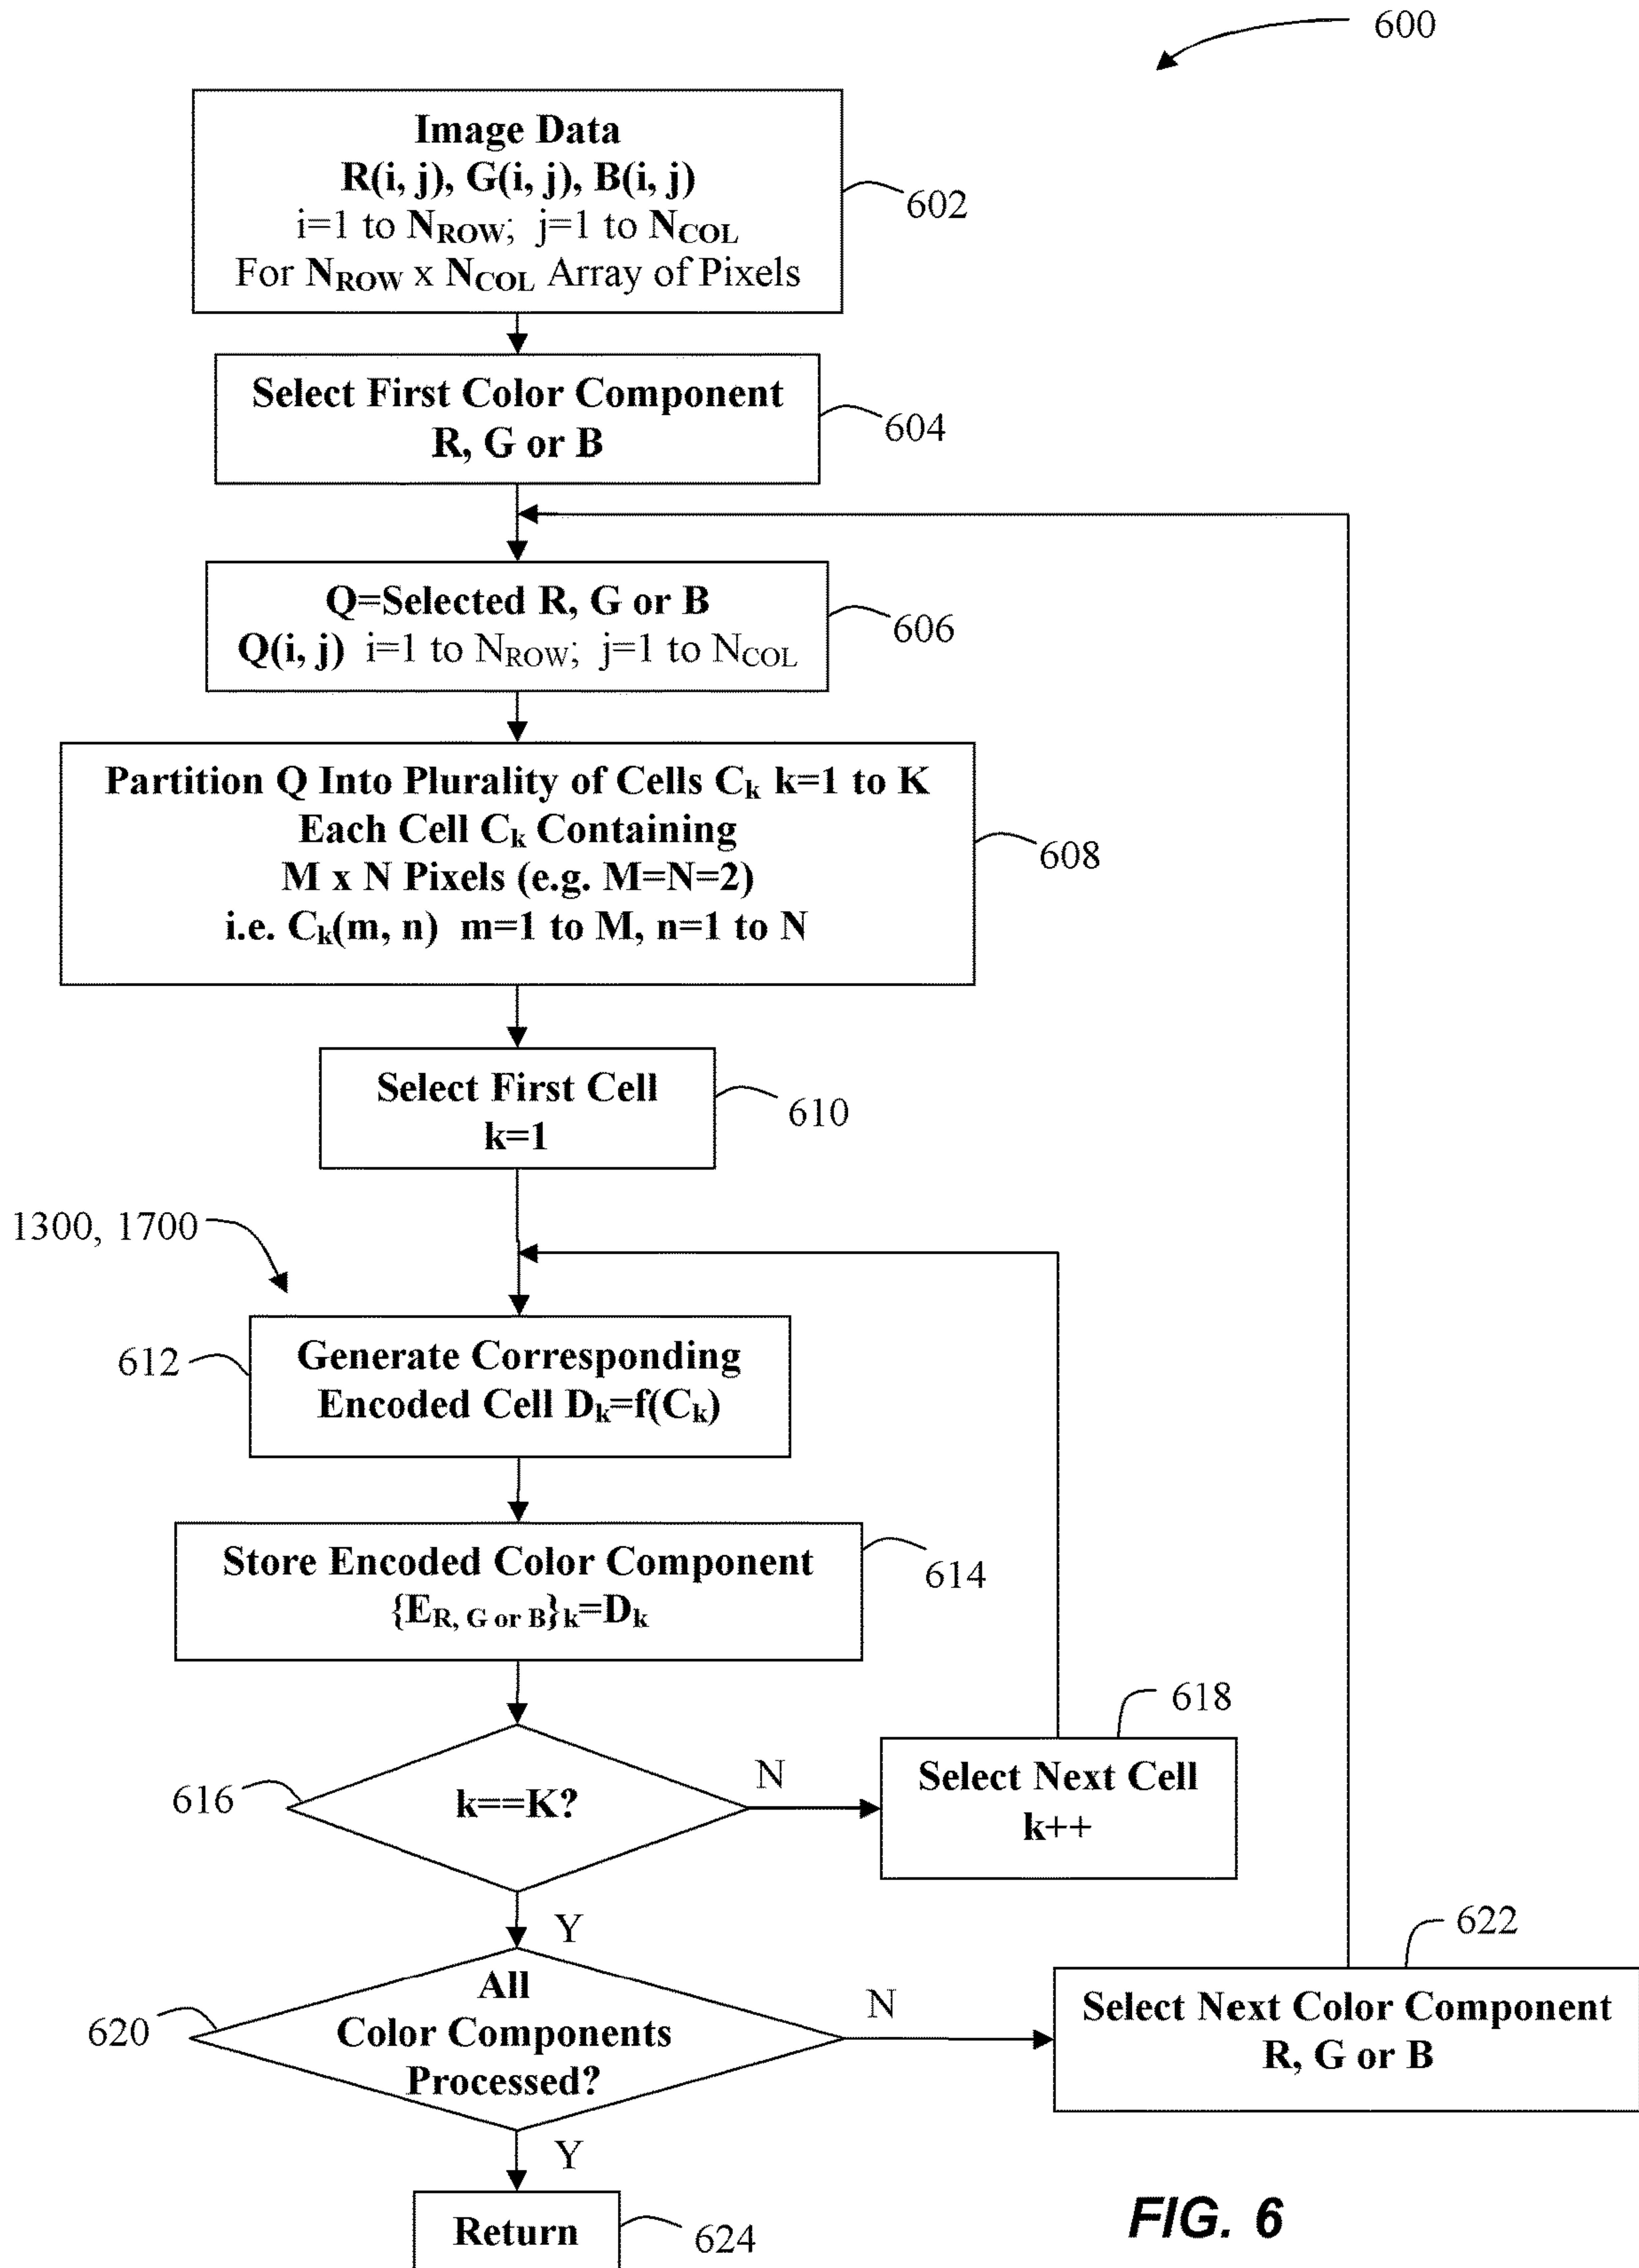 600
Image Data
R(i, j), G(i, j), B(i, j)
i=1 to NROW; j=1 to NCOL
For NROW x NCOL Array of Pixels
602
Select First Color Component
R, G or B
604
Q=Selected R, G or B
Q(i, j) i=1 to NROW; j=1 to NCOL
606
Partition Q Into Plurality of Cells Ck k=1 to K
Each Cell Ck Containing
M x N Pixels (e.g. M=N=2)
i.e. Ck(m, n) m=1 to M, n=1 to N
608
Select First Cell
k=1
610
1300, 1700
612
Generate Corresponding
Encoded Cell Dk=f(Ck)
Store Encoded Color Component
{ER, G or B}k=Dk
614
616
k==K?
N
618
Select Next Cell
k++
Y
620
All
Color Components
Processed?
N
622
Select Next Color Component
R, G or B
Y
Return
624
FIG. 6